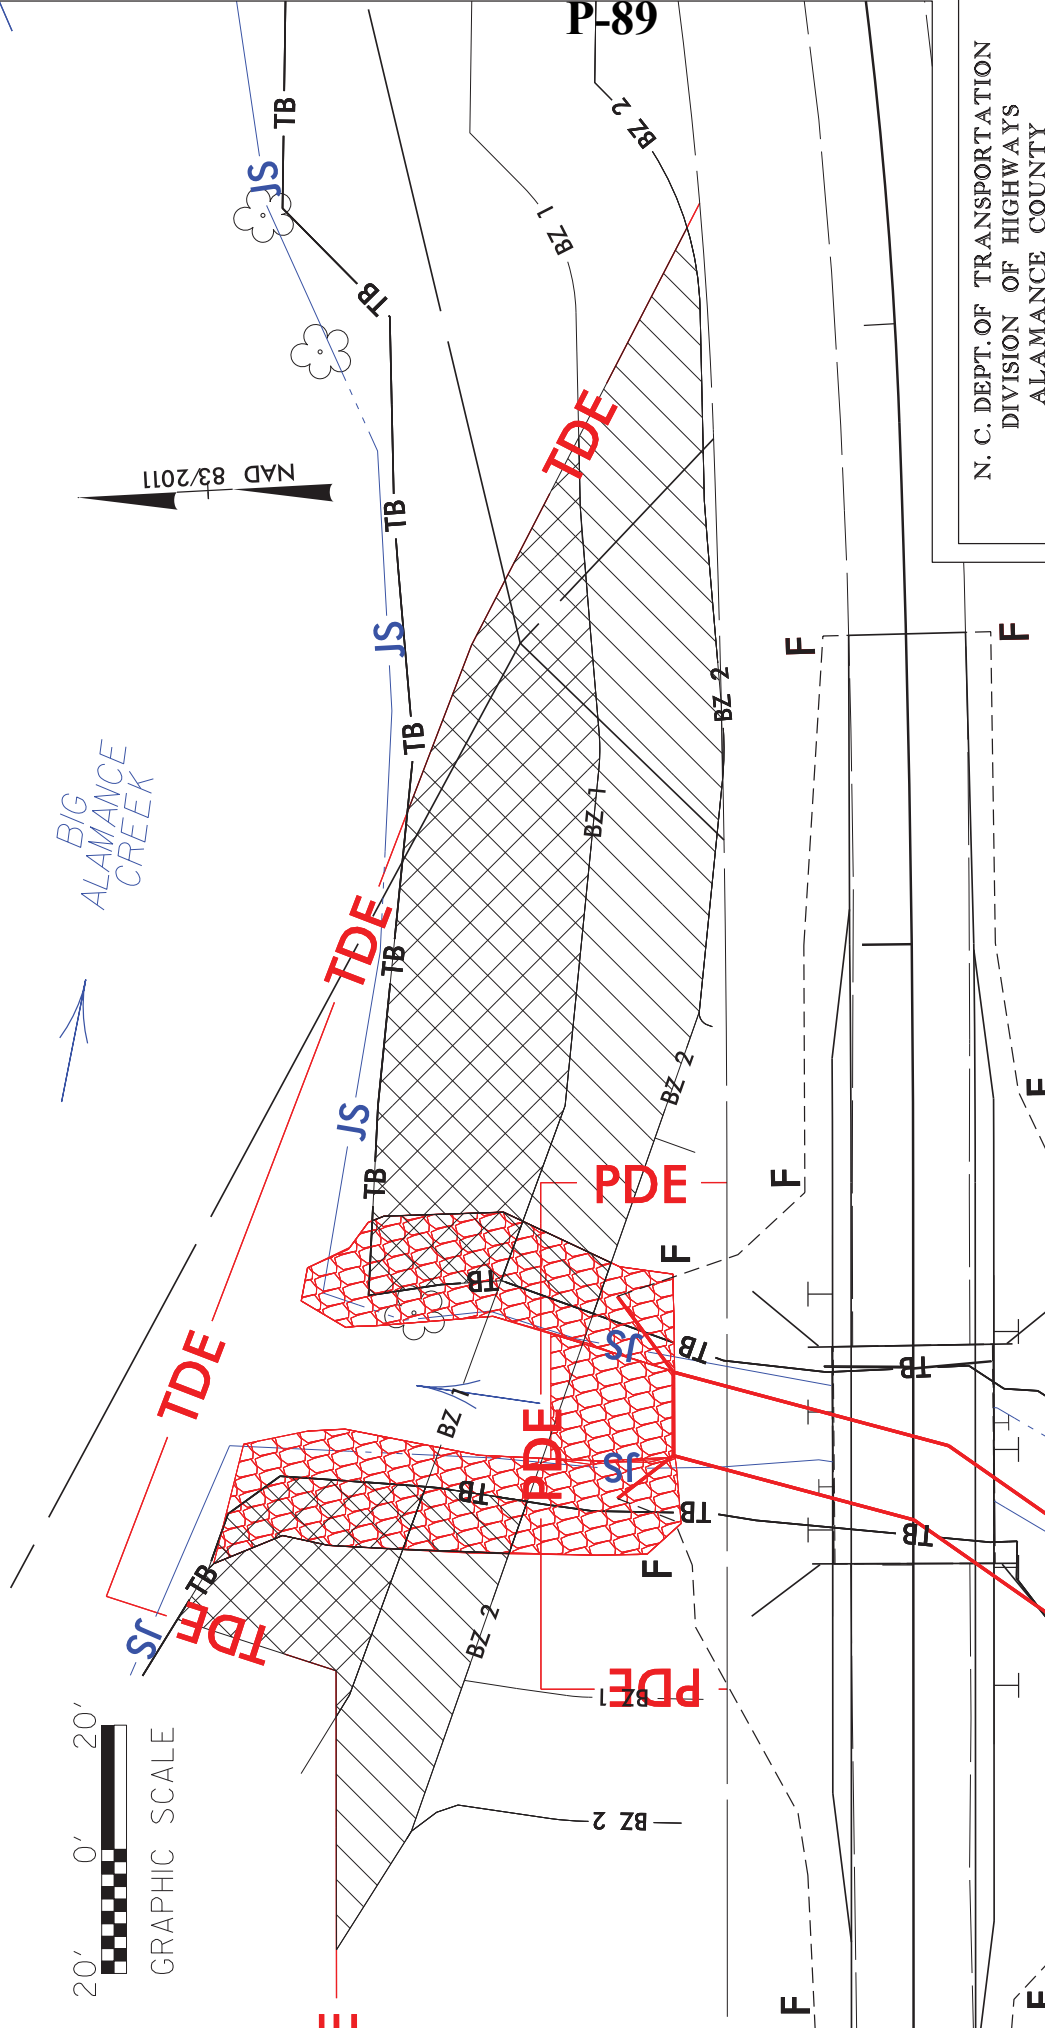 P-89
N. C. DEPT. OF TRANSPORTATION
DIVISION OF HIGHWAYS
ALAMANCE COUNTY
TB
JS
BZ 2
BZ 1
TB
TDE
NAD 83/2011
TB
JS
F
F
BZ 2
TB
BIG
ALAMANCE
CREEK
BZ 1
TDE
TB
BZ 2
F
JS
TB
PDE
F
F
TB
JS
TB
TB
TDE
BZ 1
PDE
JS
TB
TB
TB
F
TB
TDE
JS
BZ 2
PDE
BZ 1
BZ 2
20'
0'
20'
GRAPHIC SCALE
F
F
E